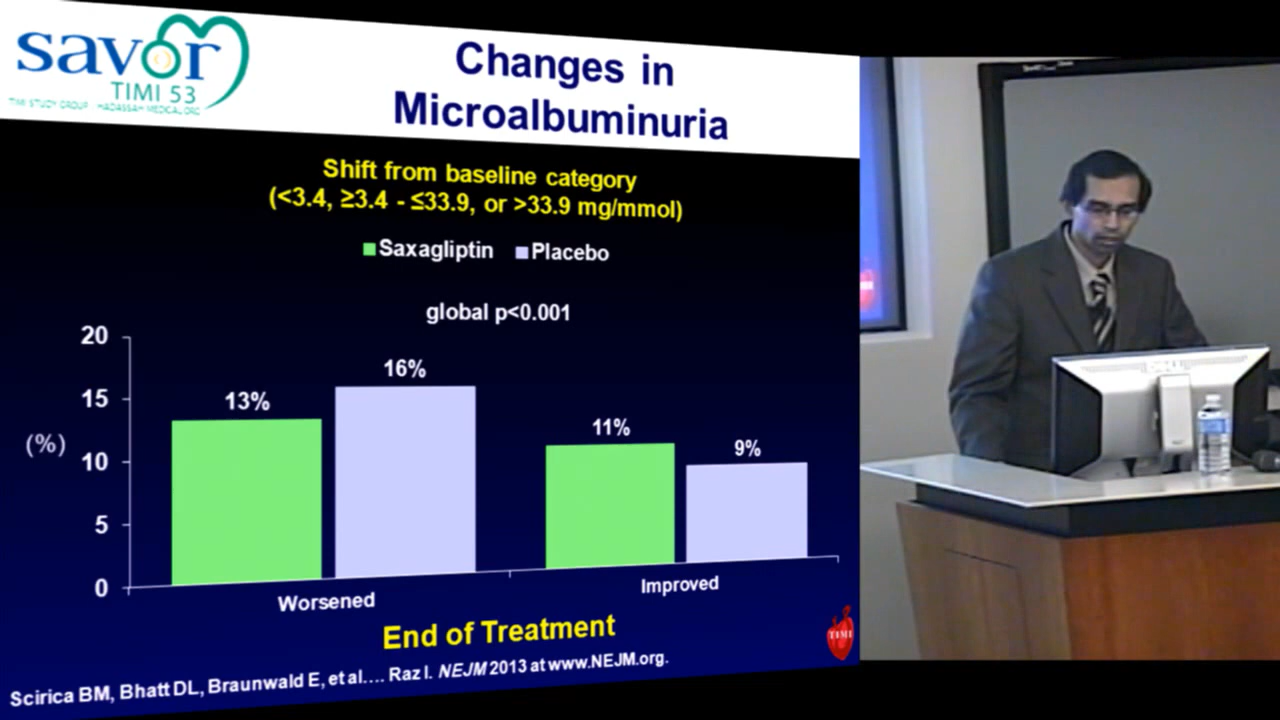 savor
TIMI 53
TIMI STUDY GROUP - HADASSAH MEDICAL ORG
Changes in
Microalbuminuria
Shift from baseline category
(<3.4, ≥3.4 - ≤33.9, or >33.9 mg/mmol)
Saxagliptin Placebo
global p<0.001
20
15
10
5
0
(%)
13%
16%
11%
9%
Worsened
Improved
End of Treatment
TIMI
Scirica BM, Bhatt DL, Braunwald E, et al.... Raz I. NEJM 2013 at www.NEJM.org.